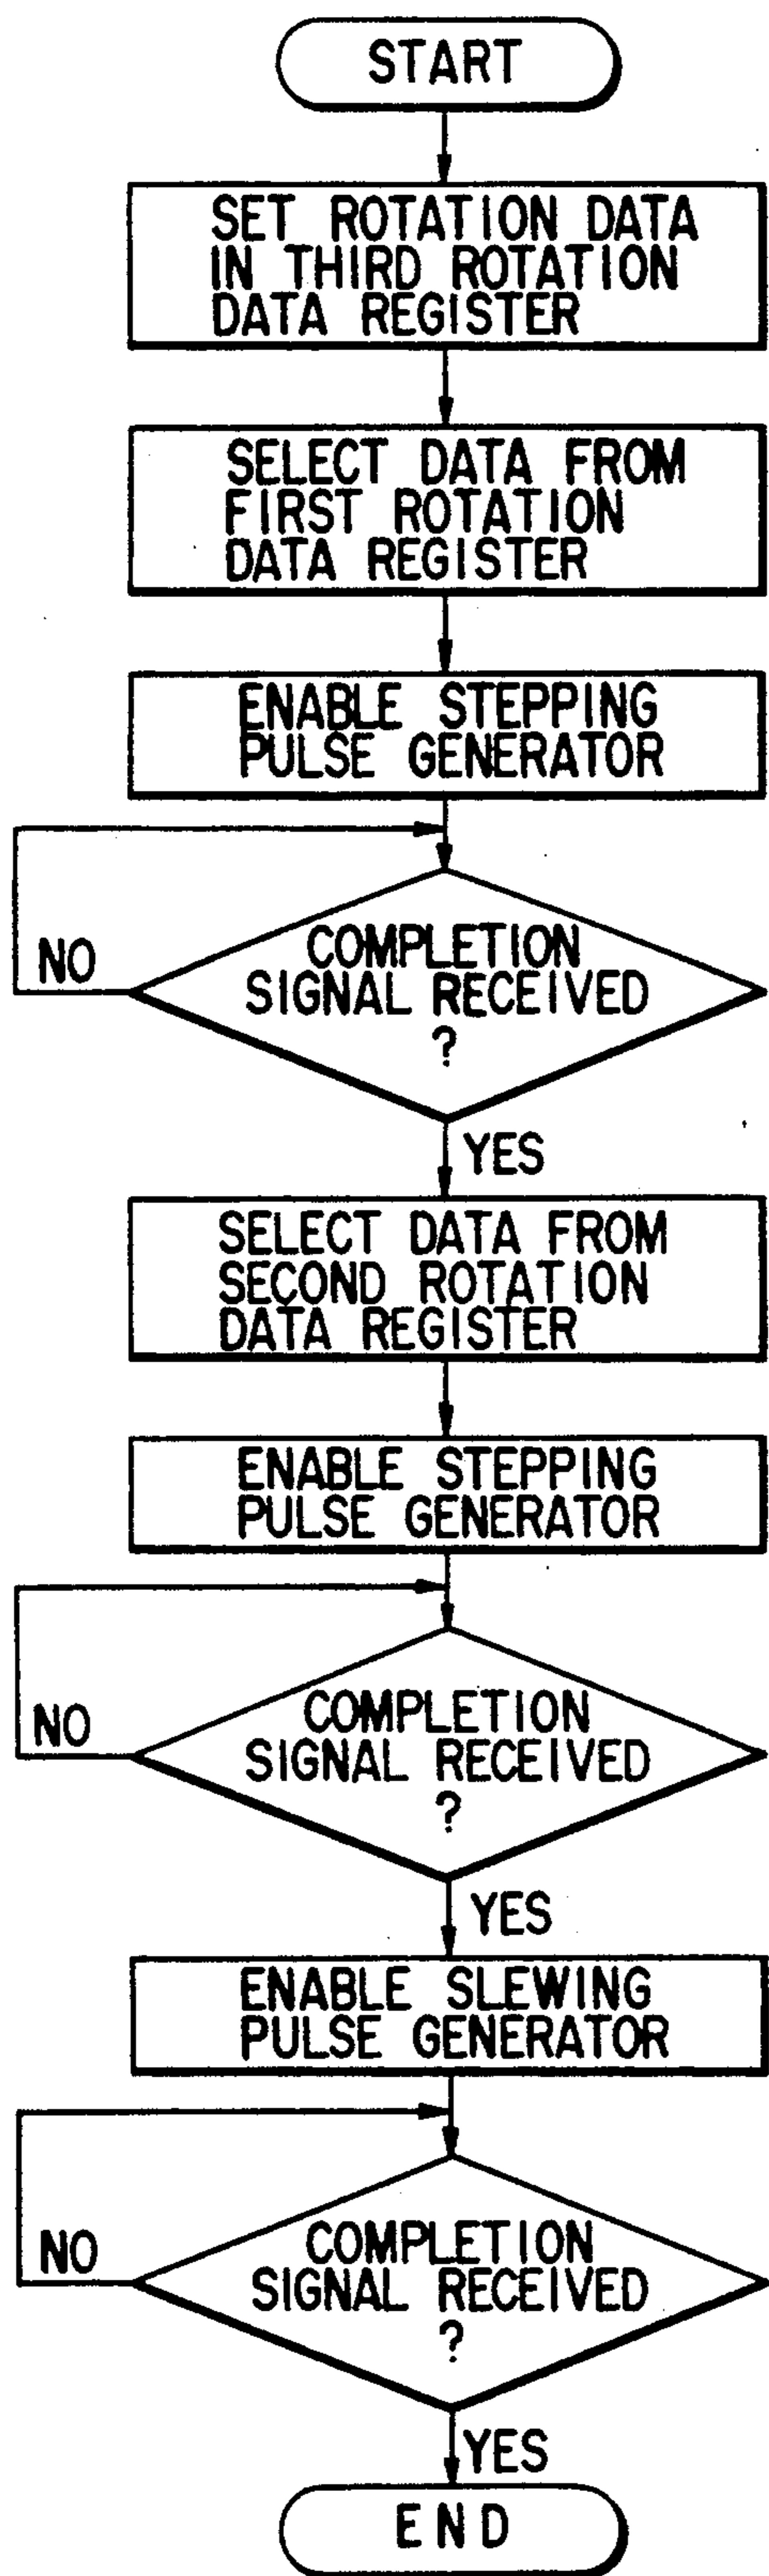 START
SET ROTATION DATA
IN THIRD ROTATION
DATA REGISTER
SELECT DATA FROM
FIRST ROTATION
DATA REGISTER
ENABLE STEPPING
PULSE GENERATOR
COMPLETION
SIGNAL RECEIVED
?
NO
YES
SELECT DATA FROM
SECOND ROTATION
DATA REGISTER
ENABLE STEPPING
PULSE GENERATOR
COMPLETION
SIGNAL RECEIVED
?
NO
YES
ENABLE SLEWING
PULSE GENERATOR
COMPLETION
SIGNAL RECEIVED
?
NO
YES
END